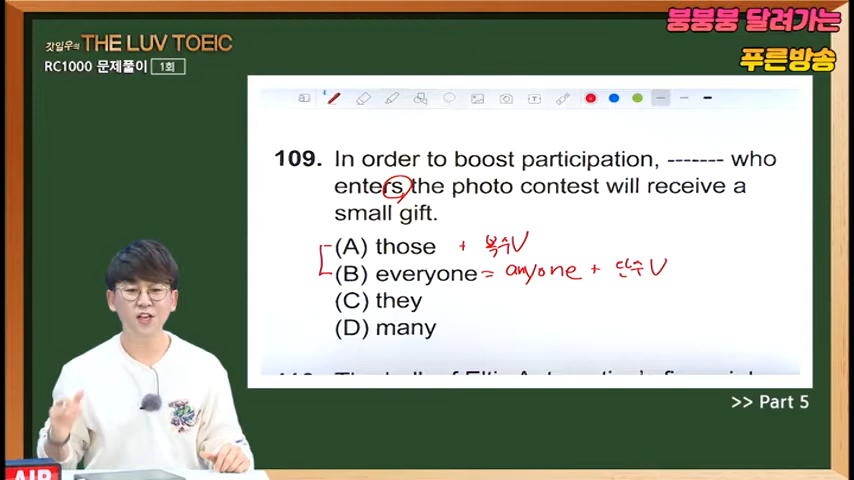 붕붕붕 달려가는
푸른방송
갓일우의 THE LUV TOEIC
RC1000 문제풀이 1회
109. In order to boost participation, ------- who
enters the photo contest will receive a
small gift.
(A) those + 복수V
(B) everyone = anyone + 단수V
(C) they
(D) many
>> Part 5
AIR